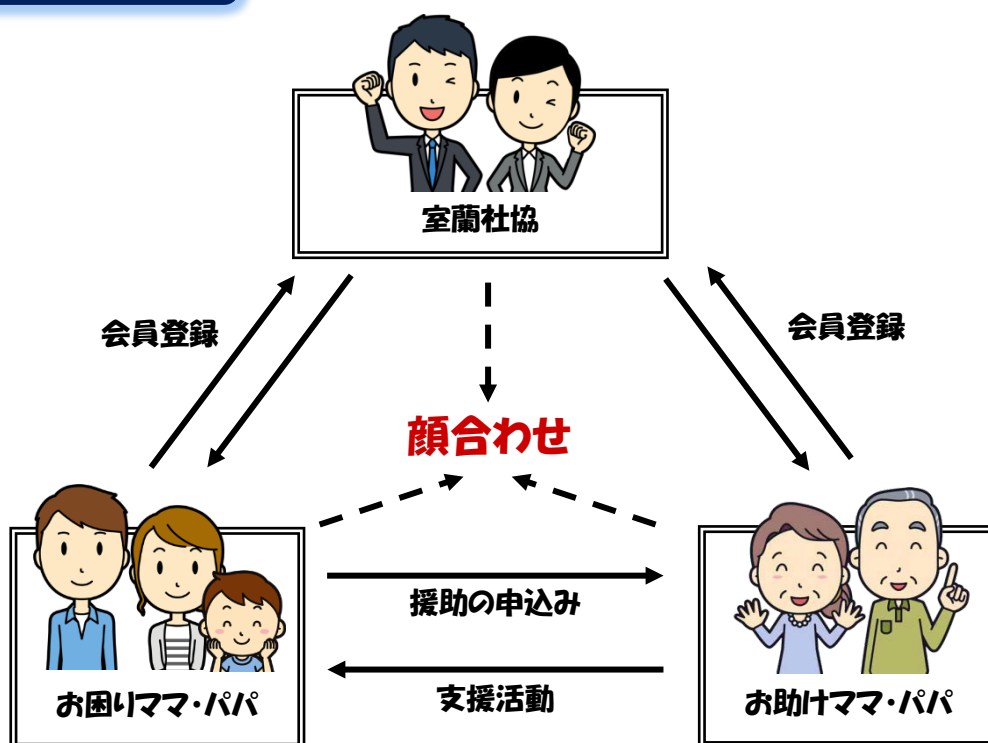 室蘭社協
会員登録
会員登録
顔合わせ
援助の申込み
支援活動
お困りママ・パパ
お助けママ・パパ